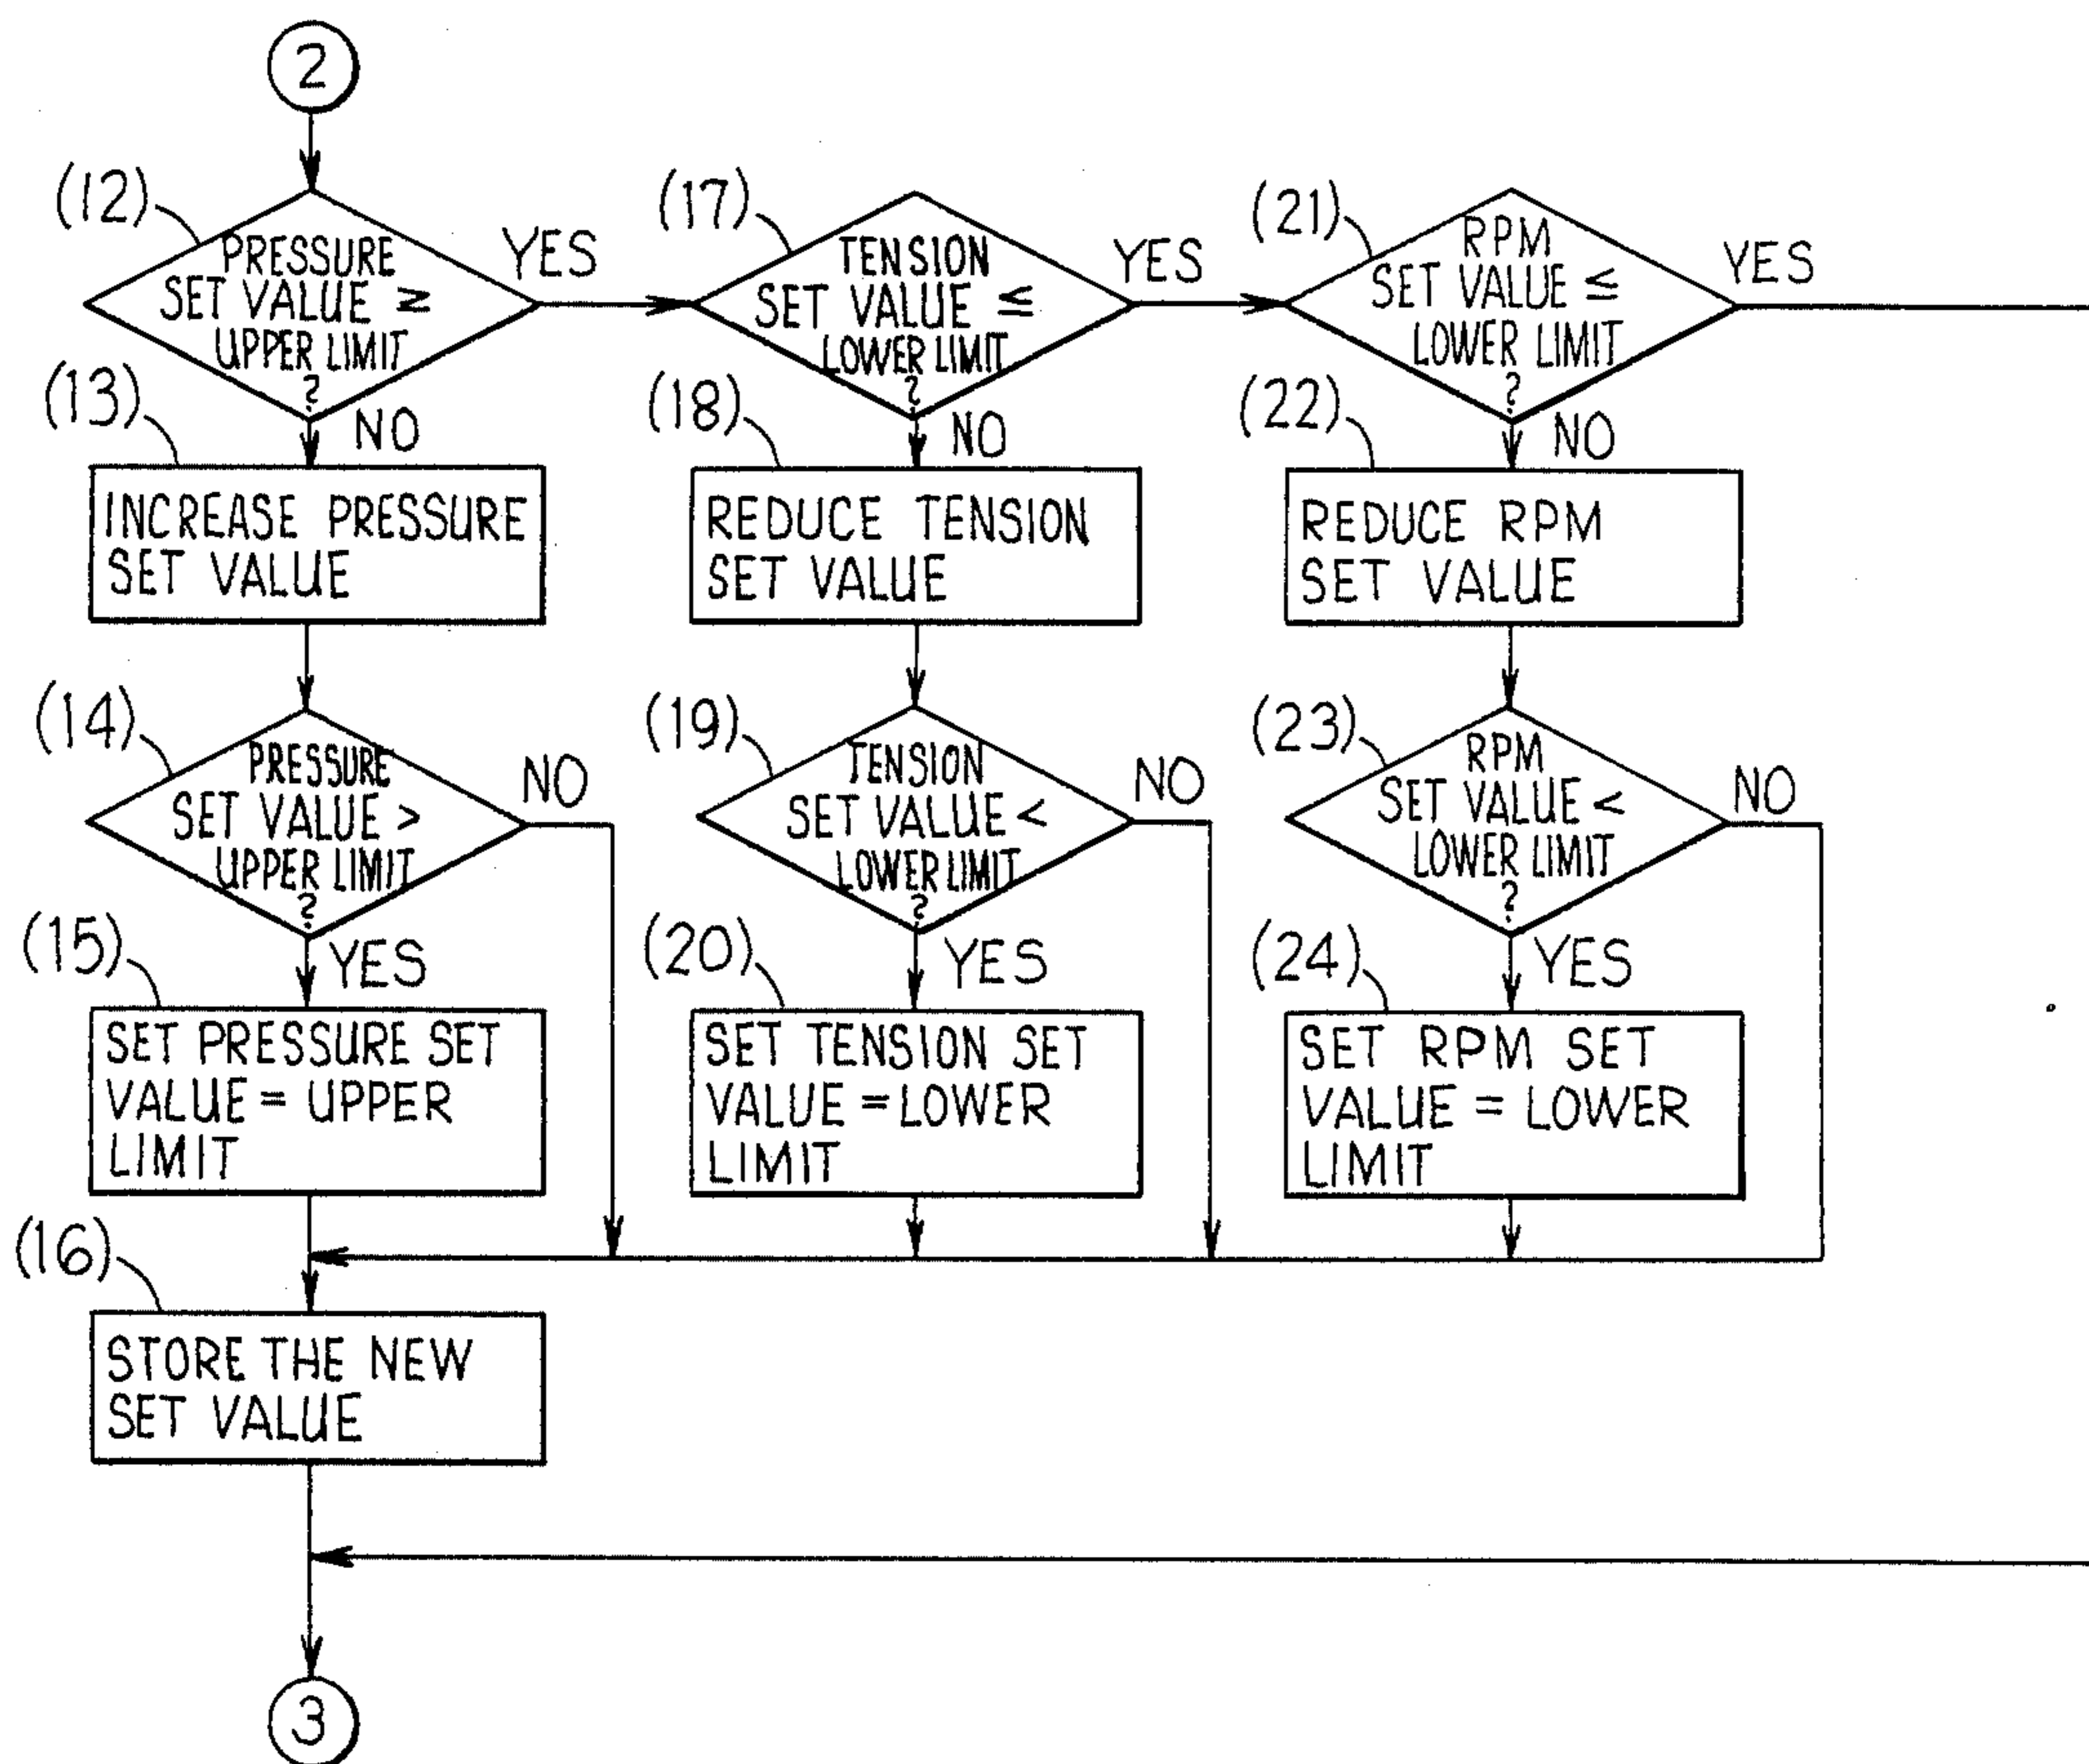 2
(12)
PRESSURE
SET VALUE ≥
UPPER LIMIT
?
YES
NO
(17)
TENSION
SET VALUE ≦
LOWER LIMIT
?
YES
NO
(21)
RPM
SET VALUE ≦
LOWER LIMIT
?
YES
NO
(13)
INCREASE PRESSURE
SET VALUE
(18)
REDUCE TENSION
SET VALUE
(22)
REDUCE RPM
SET VALUE
(14)
PRESSURE
SET VALUE >
UPPER LIMIT
?
NO
YES
(19)
TENSION
SET VALUE <
LOWER LIMIT
?
NO
YES
(23)
RPM
SET VALUE <
LOWER LIMIT
?
NO
YES
(15)
SET PRESSURE SET
VALUE = UPPER
LIMIT
(20)
SET TENSION SET
VALUE = LOWER
LIMIT
(24)
SET RPM SET
VALUE = LOWER
LIMIT
(16)
STORE THE NEW
SET VALUE
3